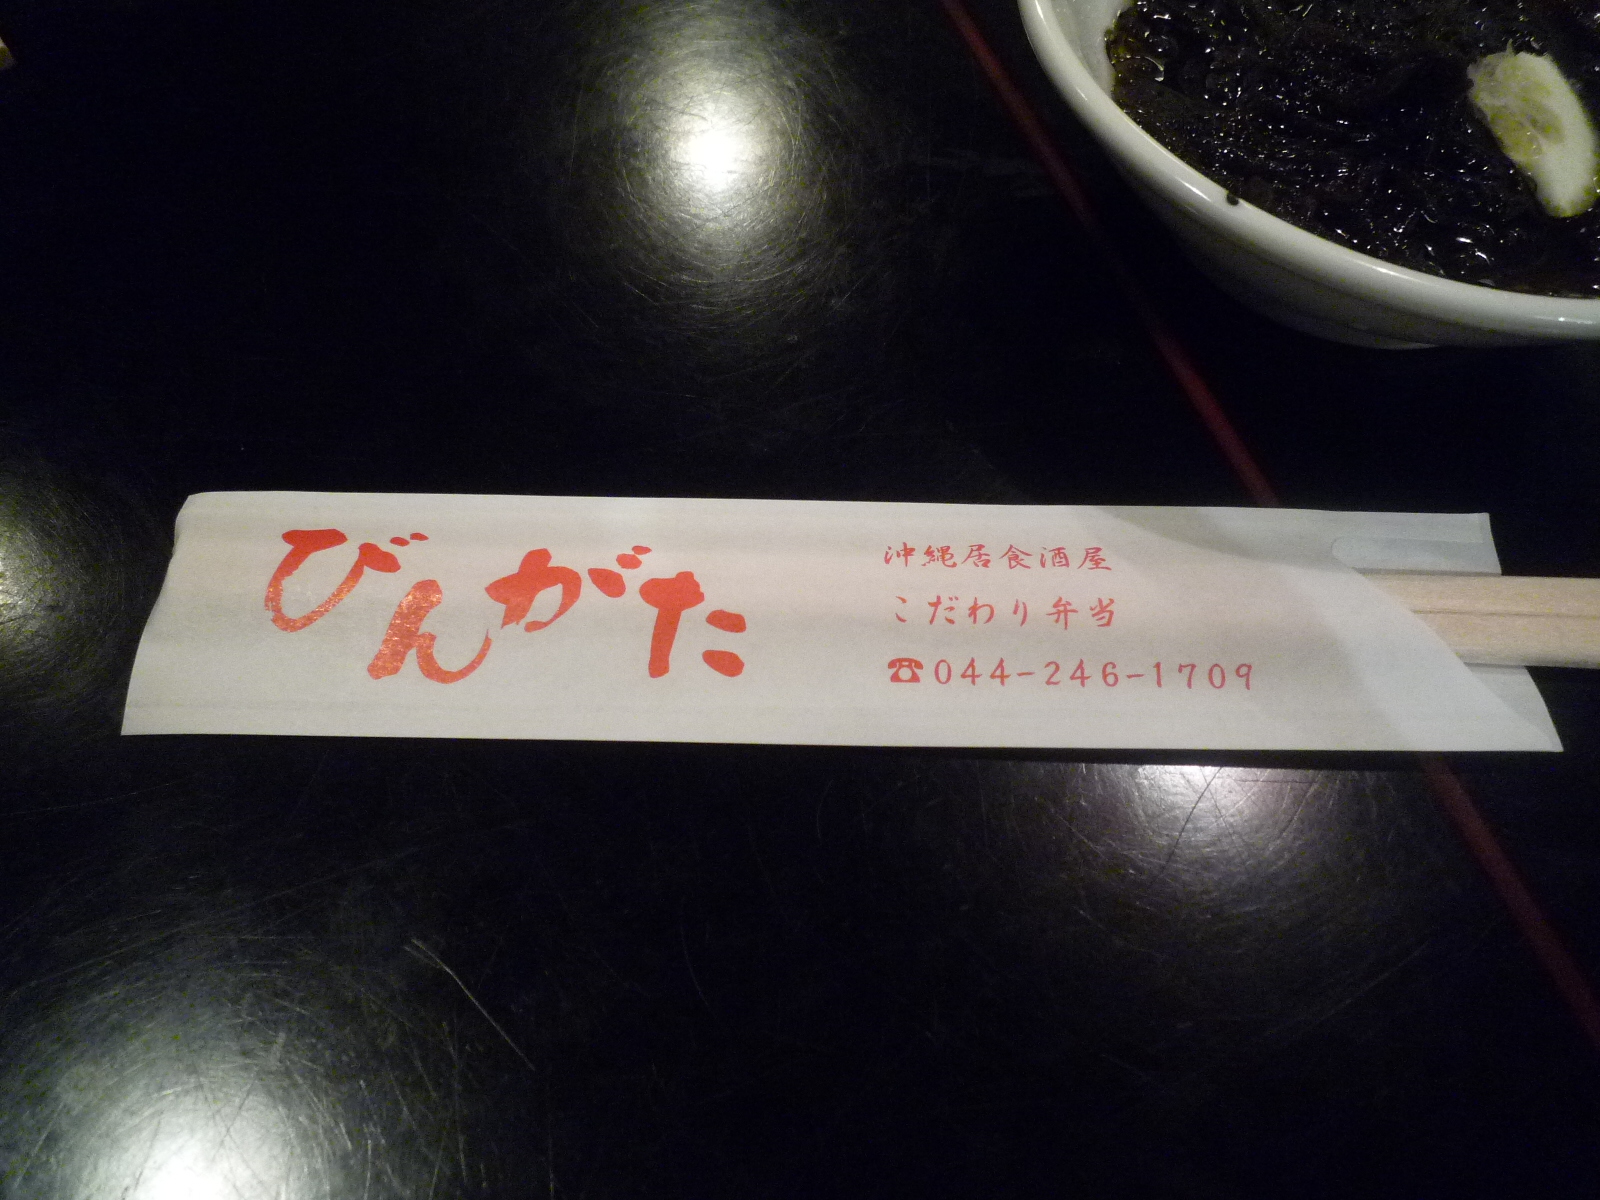 びんがた
沖縄居食酒屋
こだわり弁当
☎044-246-1709